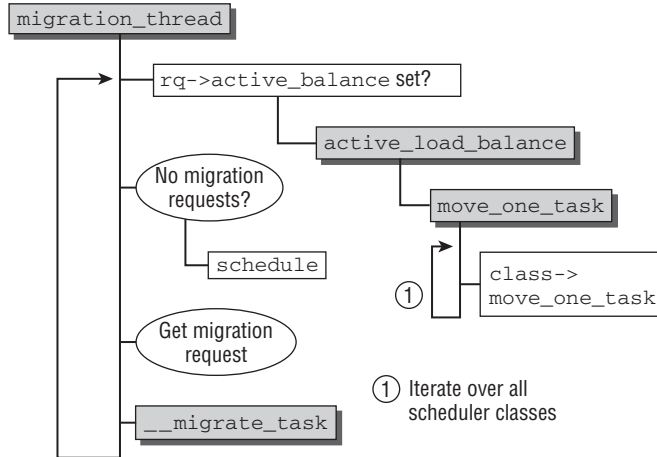 migration_thread
rq->active_balance set?
active_load_balance
No migration
requests?
move_one_task
schedule
class->
move_one_task
1
Get migration
request
1 Iterate over all
scheduler classes
__migrate_task